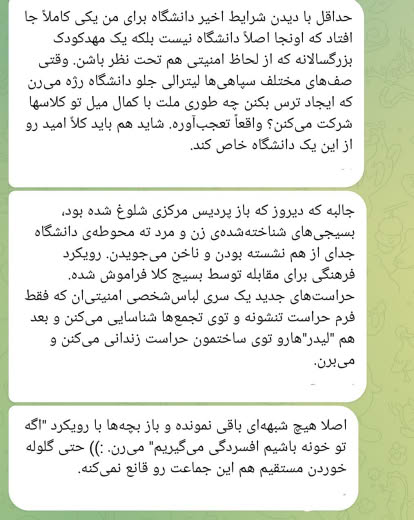 حداقل با دیدن شرایط اخیر دانشگاه برای من یکی کاملاً جا
افتاد که اونجا اصلاً دانشگاه نیست بلکه یک مهدکودک
بزرگسالانه که از لحاظ امنیتی هم تحت نظر باشن. وقتی
صف‌های مختلف سپاهی‌ها لیترالی جلو دانشگاه رژه می‌رن
که ایجاد ترس بکنن چه طوری ملت با کمال میل تو کلاسها
شرکت می‌کنن؟ واقعاً تعجب‌آوره. شاید هم باید کلاً امید رو
از این یک دانشگاه خاص کند.
جالبه که دیروز که باز پردیس مرکزی شلوغ شده بود،
بسیجی‌های شناخته‌شده‌ی زن و مرد ته محوطه‌ی دانشگاه
جدای از هم نشسته بودن و ناخن می‌جویدن. رویکرد
فرهنگی برای مقابله توسط بسیج کلا فراموش شده.
حراست‌های جدید یک سری لباس‌شخصی امنیتی‌ان که فقط
فرم حراست تنشونه و توی تجمع‌ها شناسایی می‌کنن و بعد
هم "لیدر"هارو توی ساختمون حراست زندانی می‌کنن و
می‌برن.
اصلا هیچ شبهه‌ای باقی نمونده و باز بچه‌ها با رویکرد "اگه
تو خونه باشیم افسردگی می‌گیریم" می‌رن. :)) حتی گلوله
خوردن مستقیم هم این جماعت رو قانع نمی‌کنه.